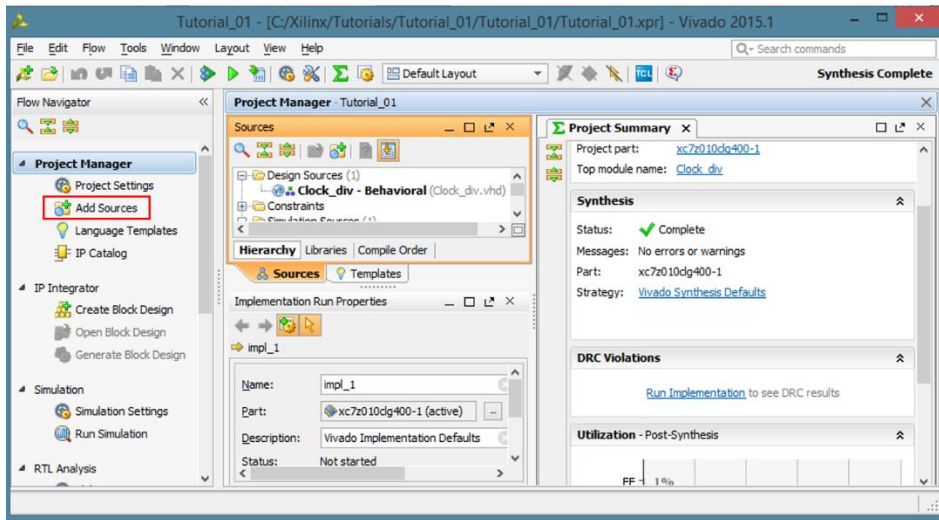 Tutorial_01 - [C:/Xilinx/Tutorials/Tutorial_01/Tutorial_01/Tutorial_01.xpr] - Vivado 2015.1
File Edit Flow Tools Window Layout View Help
Search commands
Default Layout
TCL
Synthesis Complete
Flow Navigator
Project Manager
Project Settings
Add Sources
Language Templates
IP Catalog
IP Integrator
Create Block Design
Open Block Design
Generate Block Design
Simulation
Simulation Settings
Run Simulation
RTL Analysis
Project Manager - Tutorial_01
Sources
Design Sources (1)
Clock_div - Behavioral (Clock_div.vhd)
Constraints
Simulation Sources (1)
Hierarchy Libraries Compile Order
Sources Templates
Implementation Run Properties
impl_1
Name: impl_1
Part: xc7z010clg400-1 (active)
Description: Vivado Implementation Defaults
Status: Not started
Project Summary
Project part: xc7z010clg400-1
Top module name: Clock_div
Synthesis
Status: Complete
Messages: No errors or warnings
Part: xc7z010clg400-1
Strategy: Vivado Synthesis Defaults
DRC Violations
Run Implementation to see DRC results
Utilization - Post-Synthesis
FF 1%